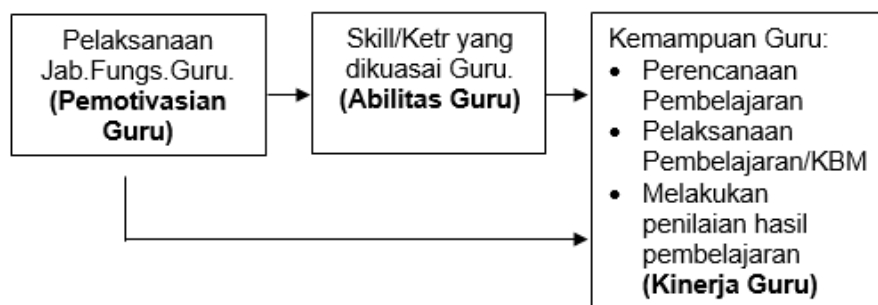 Pelaksanaan
Jab.Fungs.Guru.
(Pemotivasian
Guru)
Skill/Ketr yang
dikuasai Guru.
(Abilitas Guru)
Kemampuan Guru:
• Perencanaan
Pembelajaran
• Pelaksanaan
Pembelajaran/KBM
• Melakukan
penilaian hasil
pembelajaran
(Kinerja Guru)